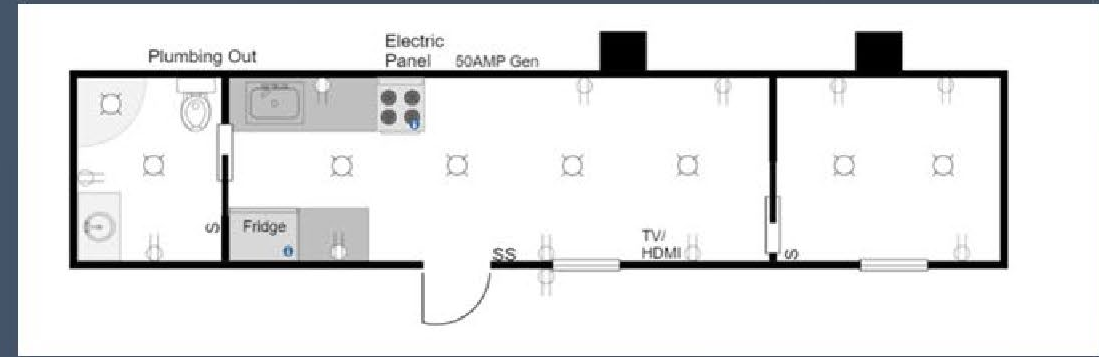 Plumbing Out
Electric
Panel 50AMP Gen
Fridge
S
SS
TV/
HDMI
S